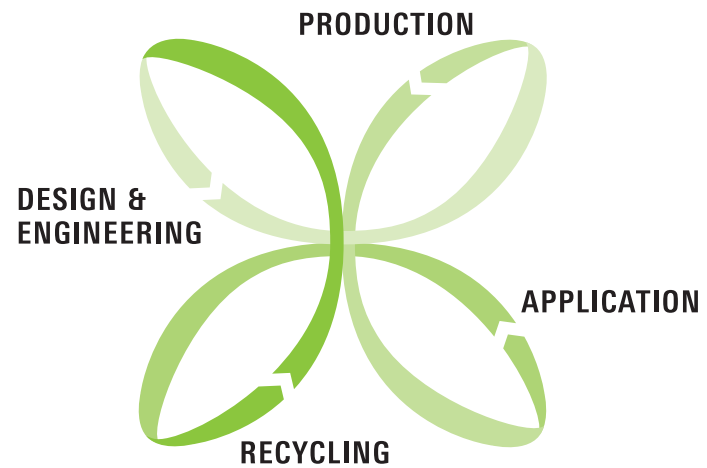 PRODUCTION
DESIGN &
ENGINEERING
APPLICATION
RECYCLING